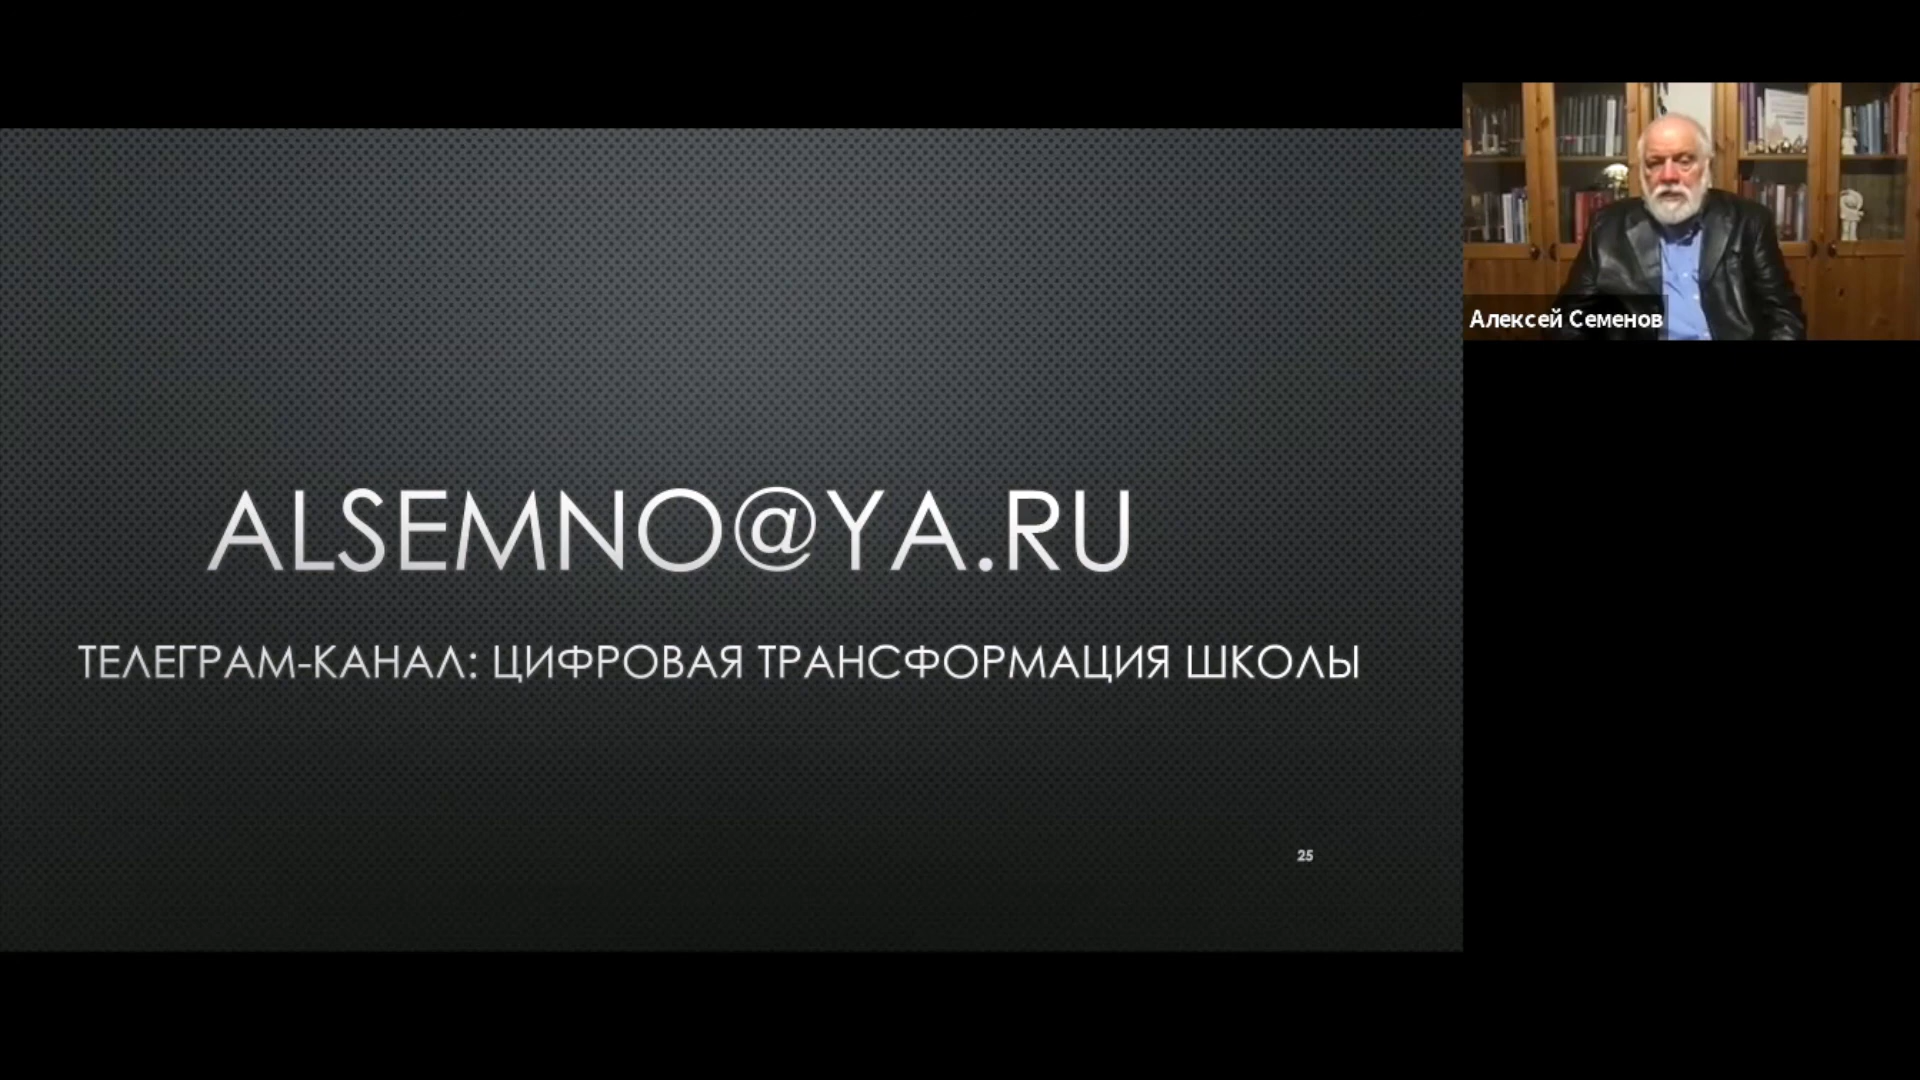 ALSEMNO@YA.RU
ТЕЛЕГРАМ-КАНАЛ: ЦИФРОВАЯ ТРАНСФОРМАЦИЯ ШКОЛЫ
25
Алексей Семенов